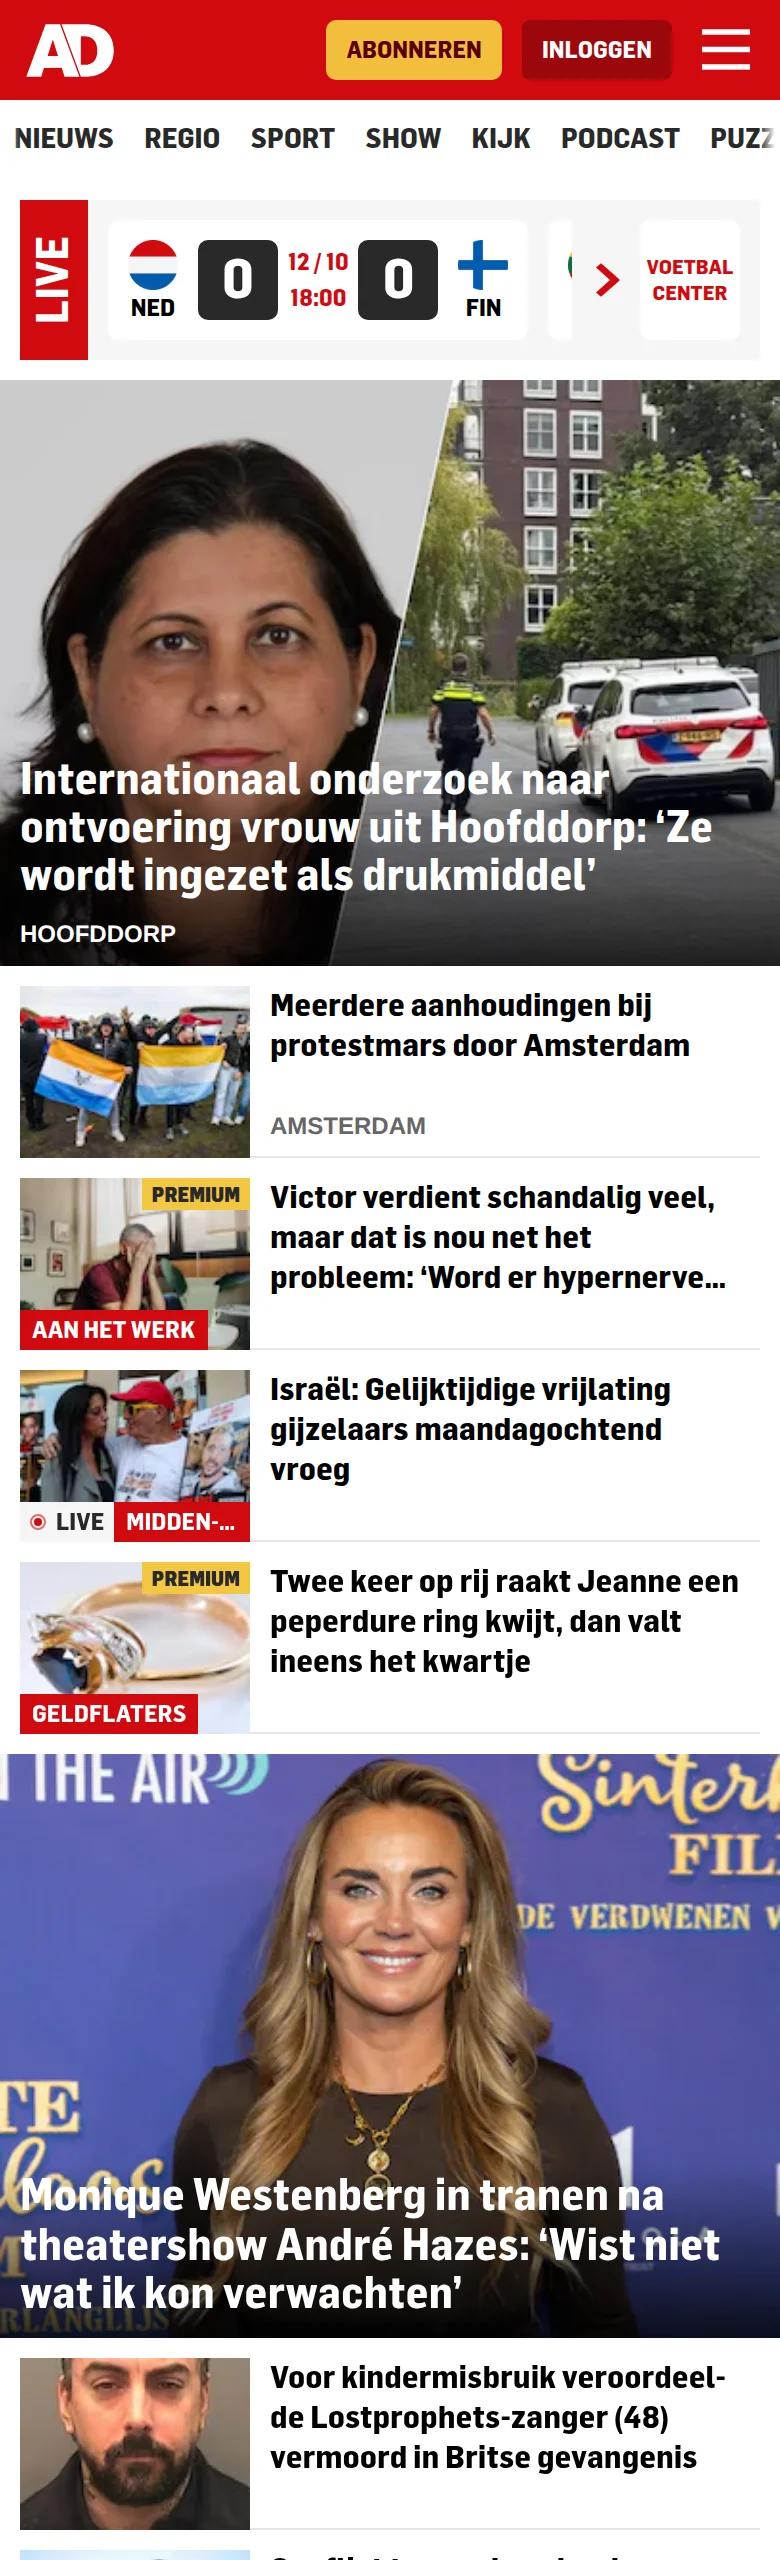 AD
ABONNEREN
INLOGGEN
NIEUWS REGIO SPORT SHOW KIJK PODCAST PUZZ
LIVE
NED
0
12 / 10
18:00
0
FIN
VOETBAL
CENTER
Internationaal onderzoek naar
ontvoering vrouw uit Hoofddorp: ‘Ze
wordt ingezet als drukmiddel’
HOOFDDORP
Meerdere aanhoudingen bij
protestmars door Amsterdam
AMSTERDAM
PREMIUM
AAN HET WERK
Victor verdient schandalig veel,
maar dat is nou net het
probleem: ‘Word er hypernerve...
LIVE
MIDDEN-...
Israël: Gelijktijdige vrijlating
gijzelaars maandagochtend
vroeg
PREMIUM
GELDFLATERS
Twee keer op rij raakt Jeanne een
peperdure ring kwijt, dan valt
ineens het kwartje
THE AIR
Sinterk
FIL
DE VERDWENEN
TE
Monique Westenberg in tranen na
theatershow André Hazes: ‘Wist niet
wat ik kon verwachten’
Voor kindermisbruik veroordeel-
de Lostprophets-zanger (48)
vermoord in Britse gevangenis